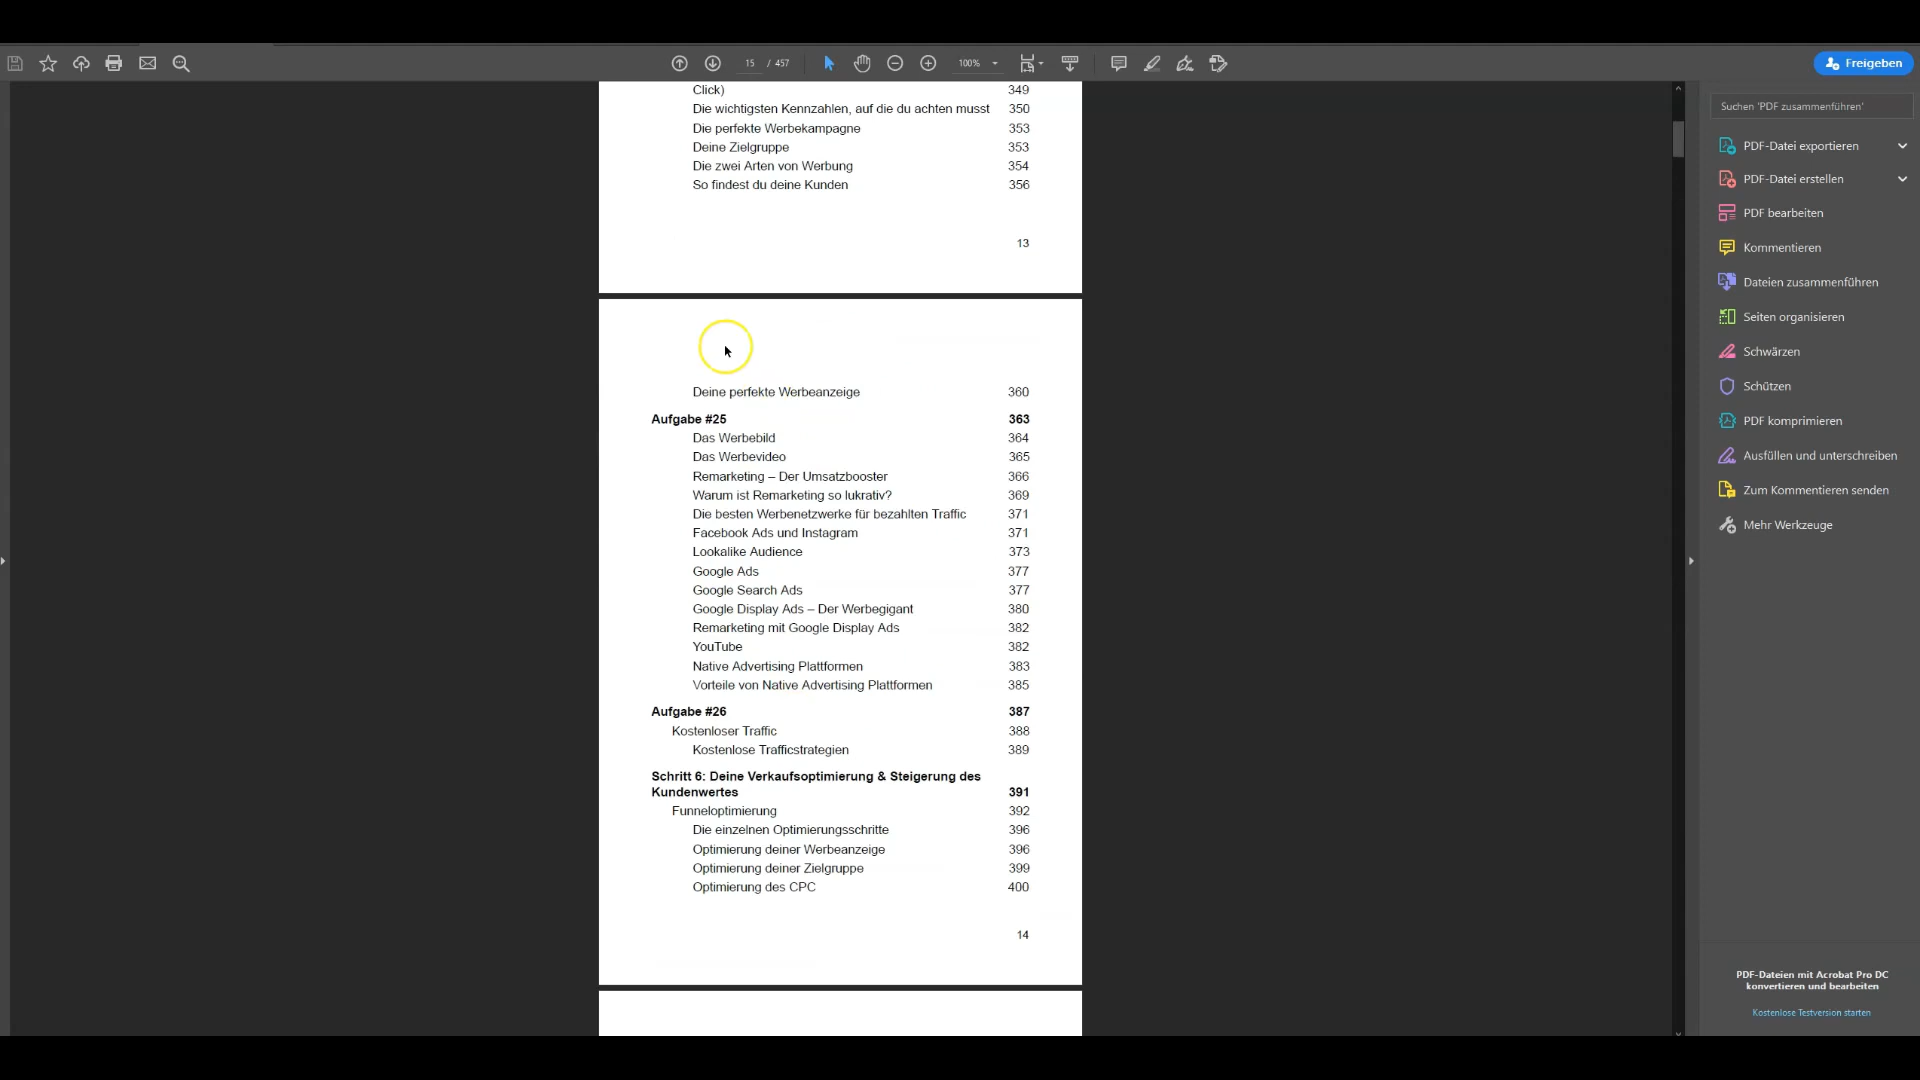 15 / 457
100%
Freigeben
Click) 349
Die wichtigsten Kennzahlen, auf die du achten musst 350
Die perfekte Werbekampagne 353
Deine Zielgruppe 353
Die zwei Arten von Werbung 354
So findest du deine Kunden 356
13
Deine perfekte Werbeanzeige 360
Aufgabe #25 363
Das Werbebild 364
Das Werbevideo 365
Remarketing – Der Umsatzbooster 366
Warum ist Remarketing so lukrativ? 369
Die besten Werbenetzwerke für bezahlten Traffic 371
Facebook Ads und Instagram 371
Lookalike Audience 373
Google Ads 377
Google Search Ads 377
Google Display Ads – Der Werbegigant 380
Remarketing mit Google Display Ads 382
YouTube 382
Native Advertising Plattformen 383
Vorteile von Native Advertising Plattformen 385
Aufgabe #26 387
Kostenloser Traffic 388
Kostenlose Trafficstrategien 389
Schritt 6: Deine Verkaufsoptimierung & Steigerung des
Kundenwertes 391
Funneloptimierung 392
Die einzelnen Optimierungsschritte 396
Optimierung deiner Werbeanzeige 396
Optimierung deiner Zielgruppe 399
Optimierung des CPC 400
14
Suchen 'PDF zusammenführen'
PDF-Datei exportieren
PDF-Datei erstellen
PDF bearbeiten
Kommentieren
Dateien zusammenführen
Seiten organisieren
Schwärzen
Schützen
PDF komprimieren
Ausfüllen und unterschreiben
Zum Kommentieren senden
Mehr Werkzeuge
PDF-Dateien mit Acrobat Pro DC
konvertieren und bearbeiten
Kostenlose Testversion starten